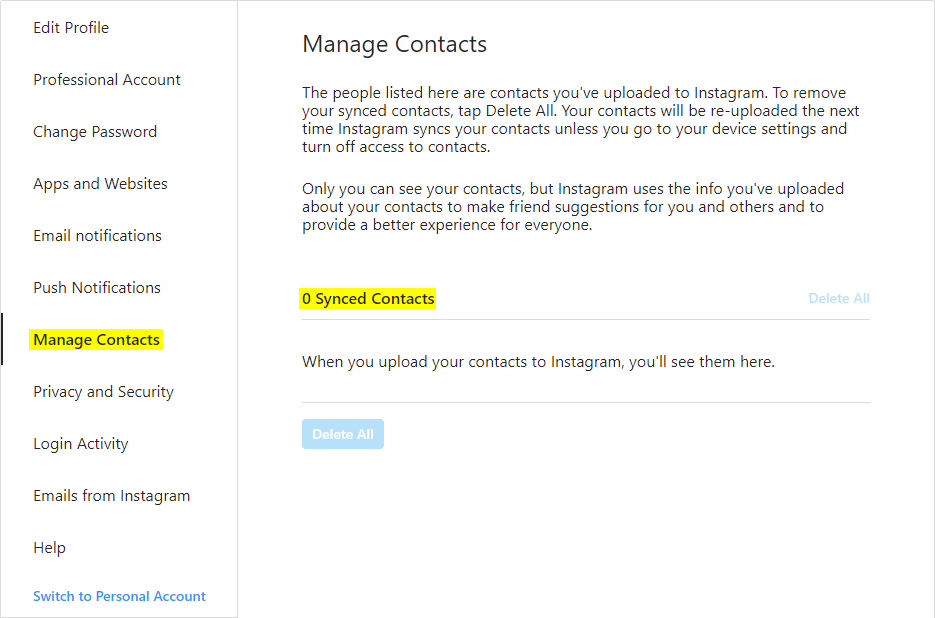 Edit Profile
Professional Account
Change Password
Apps and Websites
Email notifications
Push Notifications
Manage Contacts
Privacy and Security
Login Activity
Emails from Instagram
Help
Switch to Personal Account
Manage Contacts
The people listed here are contacts you've uploaded to Instagram. To remove
your synced contacts, tap Delete All. Your contacts will be re-uploaded the next
time Instagram syncs your contacts unless you go to your device settings and
turn off access to contacts.
Only you can see your contacts, but Instagram uses the info you've uploaded
about your contacts to make friend suggestions for you and others and to
provide a better experience for everyone.
0 Synced Contacts
Delete All
When you upload your contacts to Instagram, you'll see them here.
Delete All